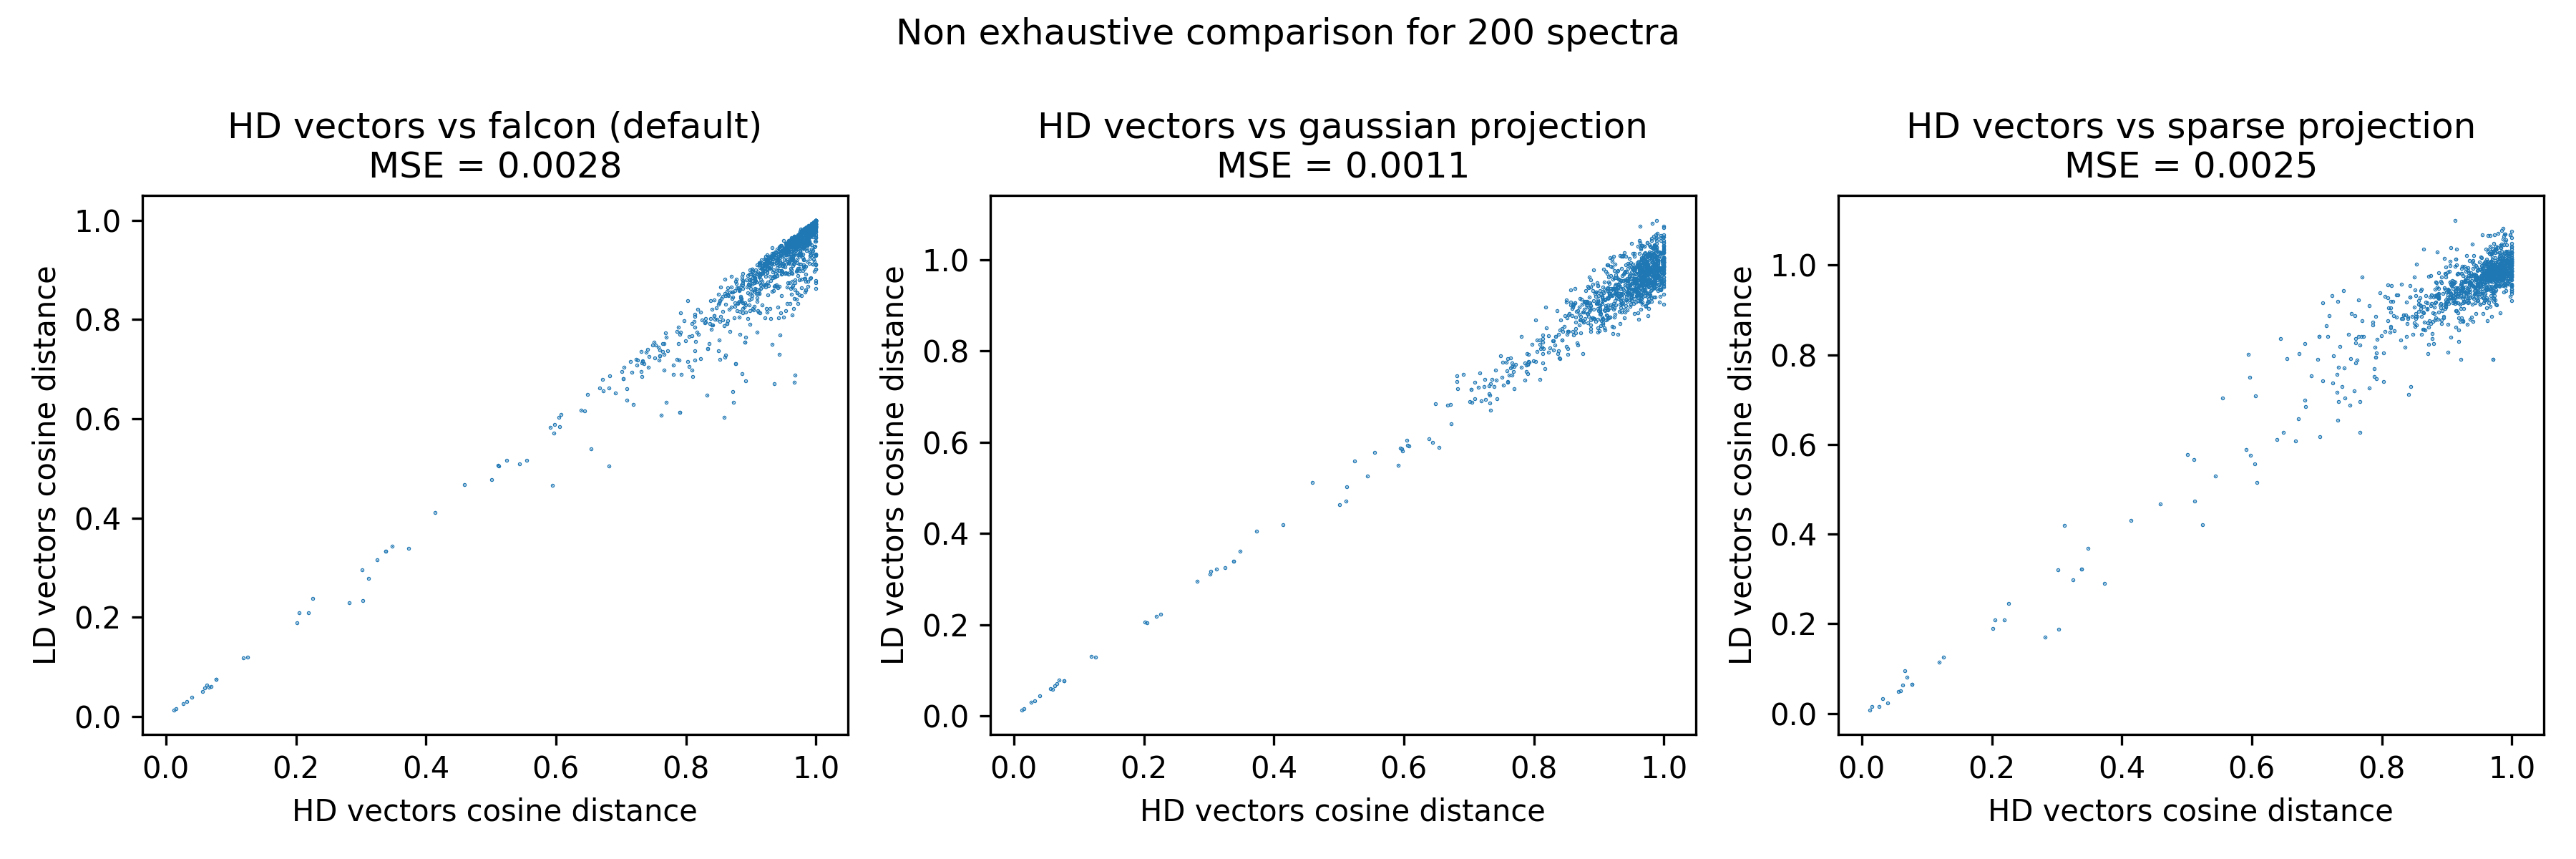 Non exhaustive comparison for 200 spectra
HD vectors vs falcon (default)
MSE = 0.0028
1.0
0.8
0.6
0.4
0.2
0.0
LD vectors cosine distance
0.0 0.2 0.4 0.6 0.8 1.0
HD vectors cosine distance
HD vectors vs gaussian projection
MSE = 0.0011
1.0
0.8
0.6
0.4
0.2
0.0
LD vectors cosine distance
0.0 0.2 0.4 0.6 0.8 1.0
HD vectors cosine distance
HD vectors vs sparse projection
MSE = 0.0025
1.0
0.8
0.6
0.4
0.2
0.0
LD vectors cosine distance
0.0 0.2 0.4 0.6 0.8 1.0
HD vectors cosine distance